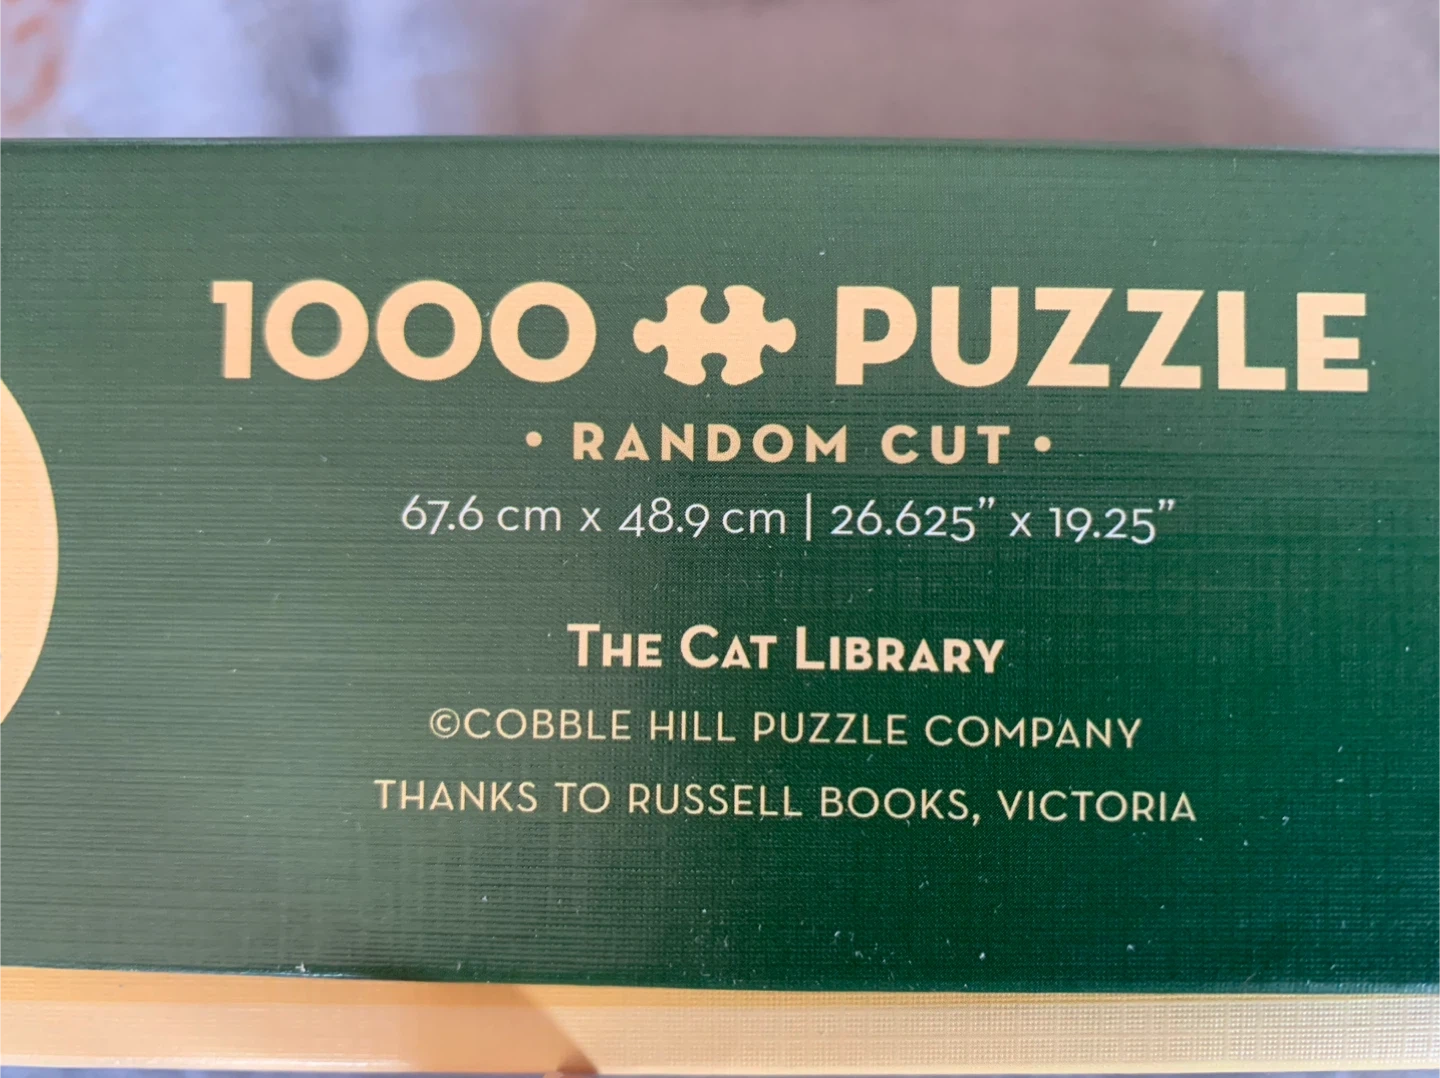 1000 PUZZLE
• RANDOM CUT •
67.6 cm x 48.9 cm | 26.625” x 19.25”
THE CAT LIBRARY
©COBBLE HILL PUZZLE COMPANY
THANKS TO RUSSELL BOOKS, VICTORIA